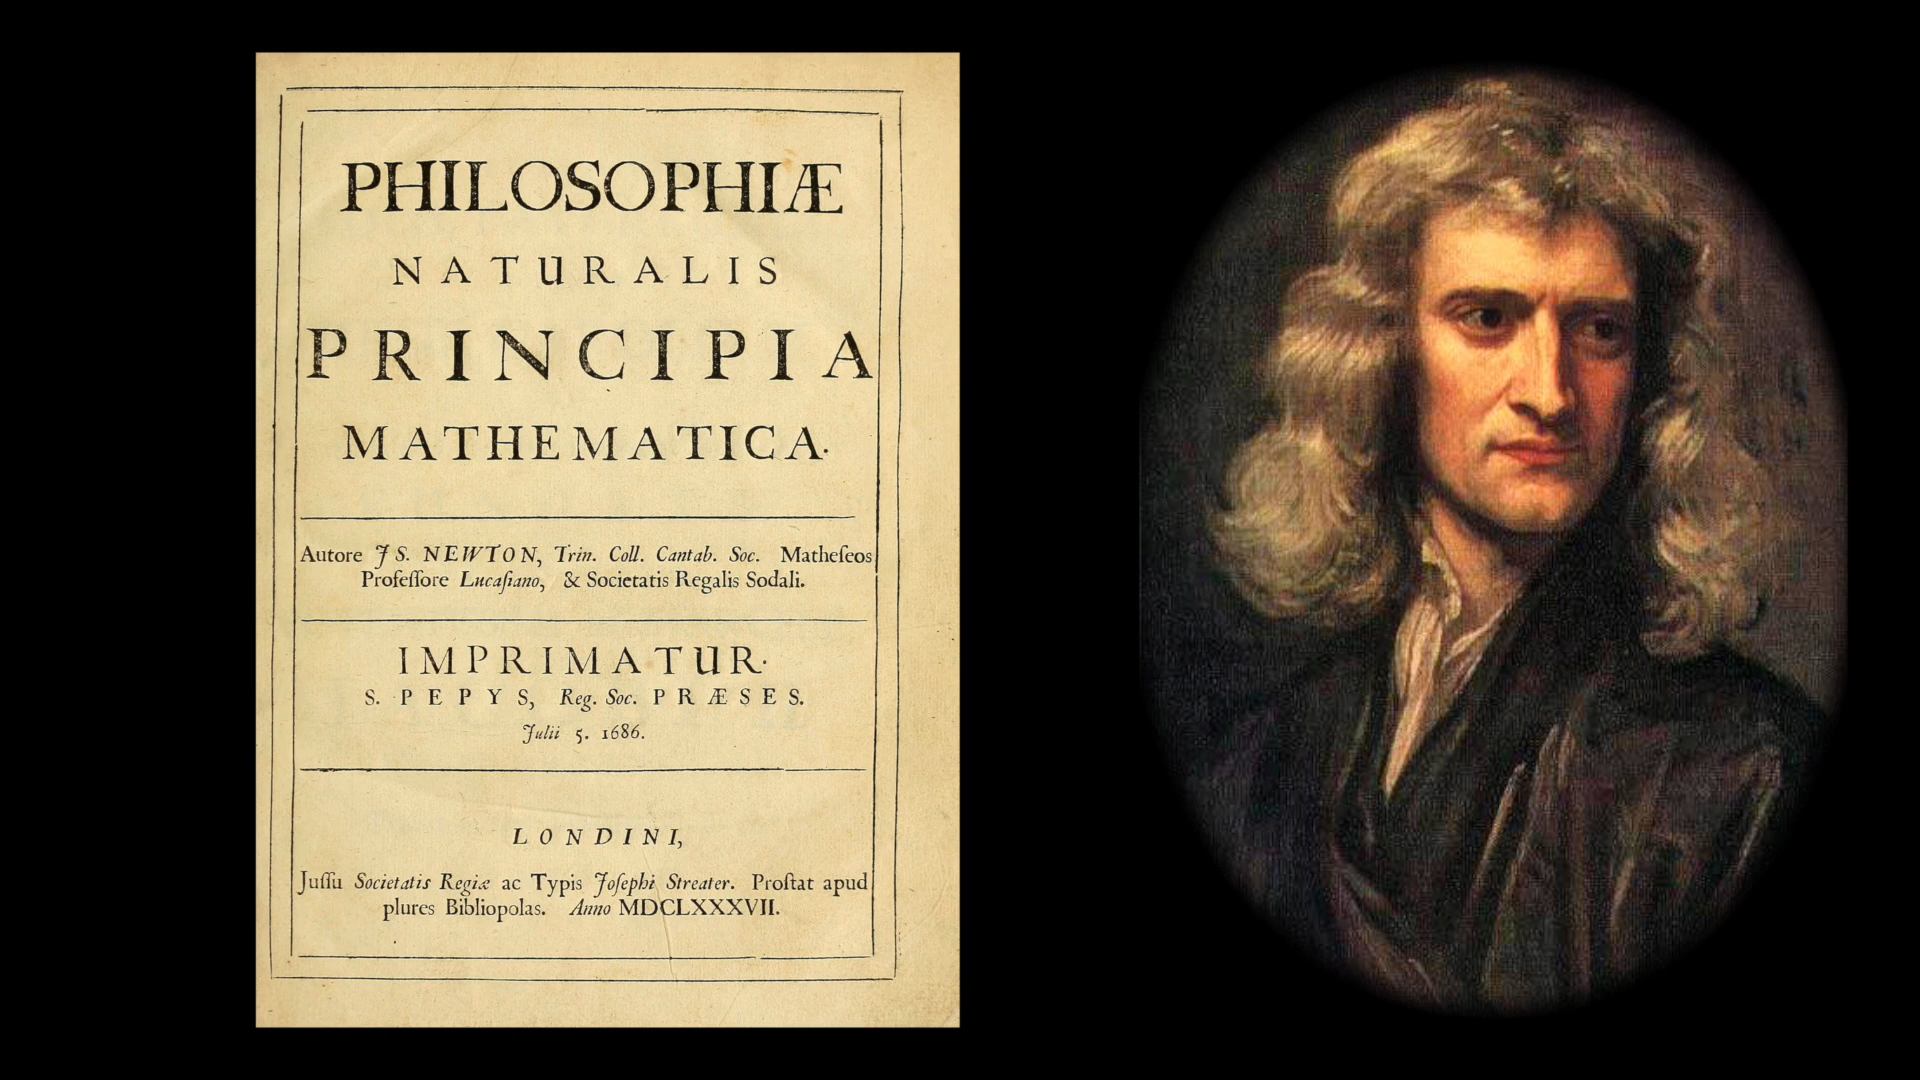 PHILOSOPHIÆ
NATURALIS
PRINCIPIA
MATHEMATICA.
Autore JS. NEWTON, Trin. Coll. Cantab. Soc. Matheſeos
Profeſſore Lucaſiano, & Societatis Regalis Sodali.
IMPRIMATUR.
S. PEPYS, Reg. Soc. PRÆSES.
Julii 5. 1686.
LONDINI,
Juſſu Societatis Regiæ ac Typis Joſephi Streater. Proſtat apud
plures Bibliopolas. Anno MDCLXXXVII.